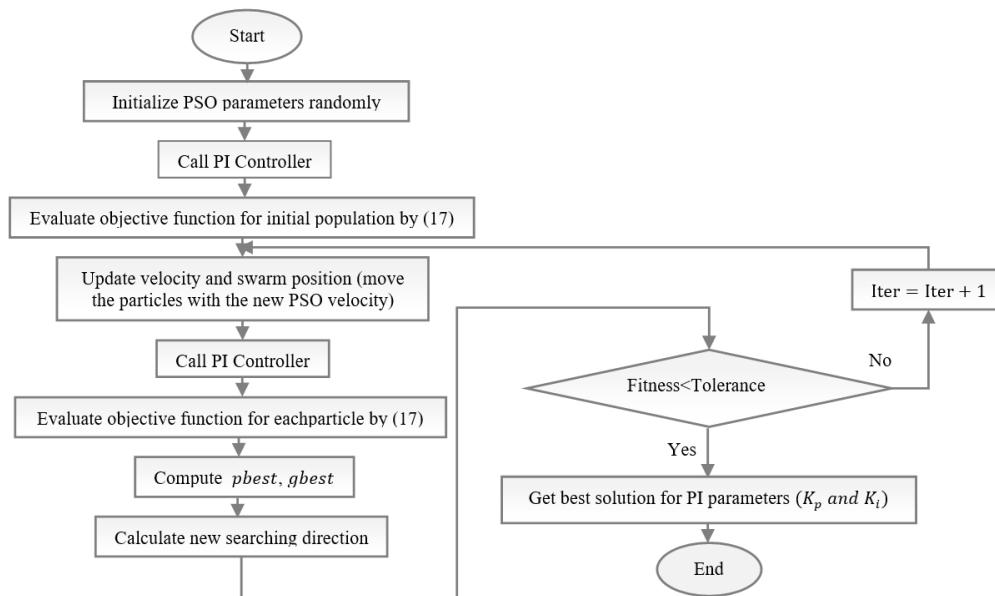 Start
Initialize PSO parameters randomly
Call PI Controller
Evaluate objective function for initial population by (17)
Update velocity and swarm position (move
the particles with the new PSO velocity)
Call PI Controller
Evaluate objective function for eachparticle by (17)
Compute pbest, gbest
Calculate new searching direction
Iter = Iter + 1
No
Fitness<Tolerance
Yes
Get best solution for PI parameters (K_p and K_i)
End